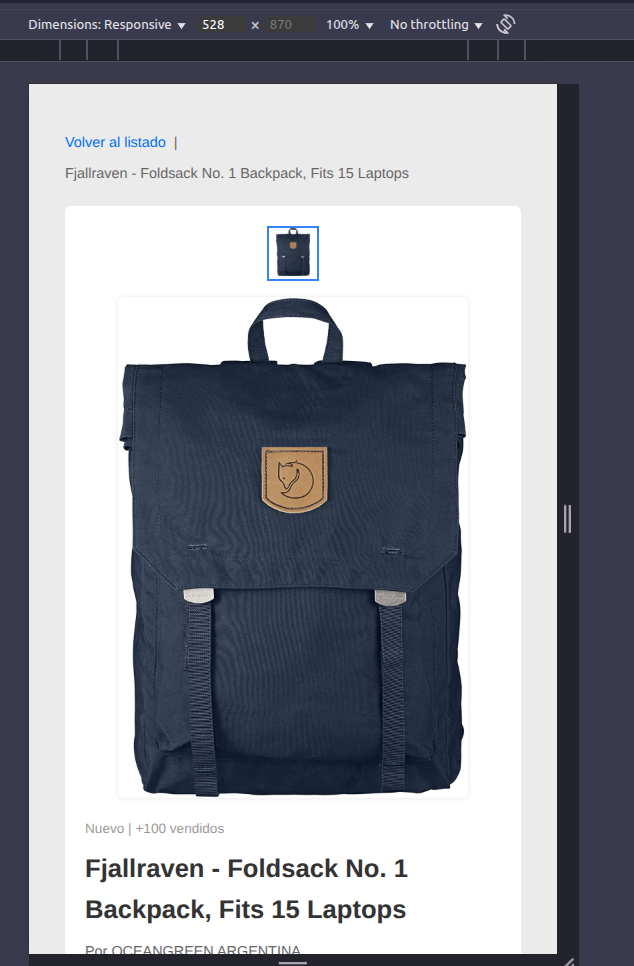 Dimensions: Responsive ▼ 528 x 870 100% ▼ No throttling ▼
Volver al listado |
Fjallraven - Foldsack No. 1 Backpack, Fits 15 Laptops
Nuevo | +100 vendidos
Fjallraven - Foldsack No. 1
Backpack, Fits 15 Laptops
Por OCEANGREEN ARGENTINA